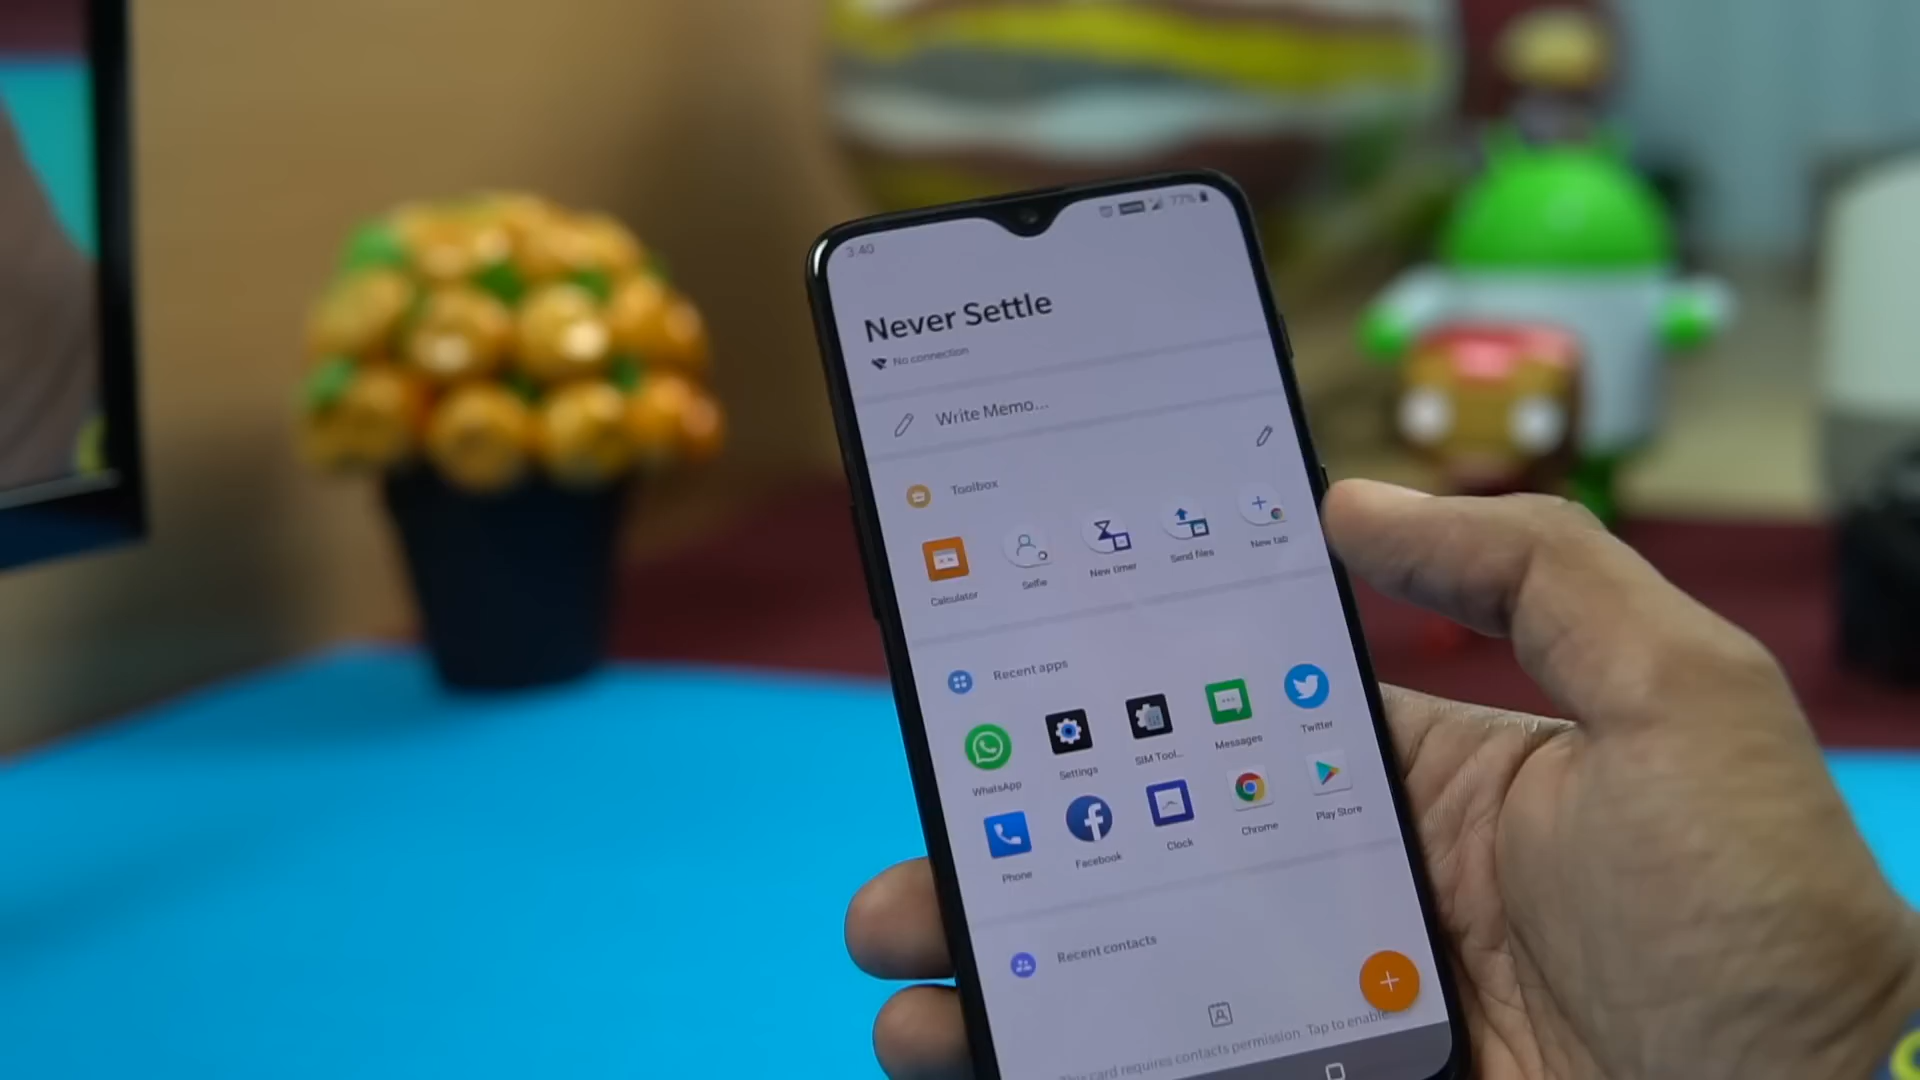 3:40
77%
Never Settle
No connection
Write Memo...
Toolbox
Calculator
Selfie
New timer
Send files
New tab
Recent apps
WhatsApp
Settings
SIM Tool...
Messages
Twitter
Phone
Facebook
Clock
Chrome
Play Store
Recent contacts
This card requires contacts permission. Tap to enable